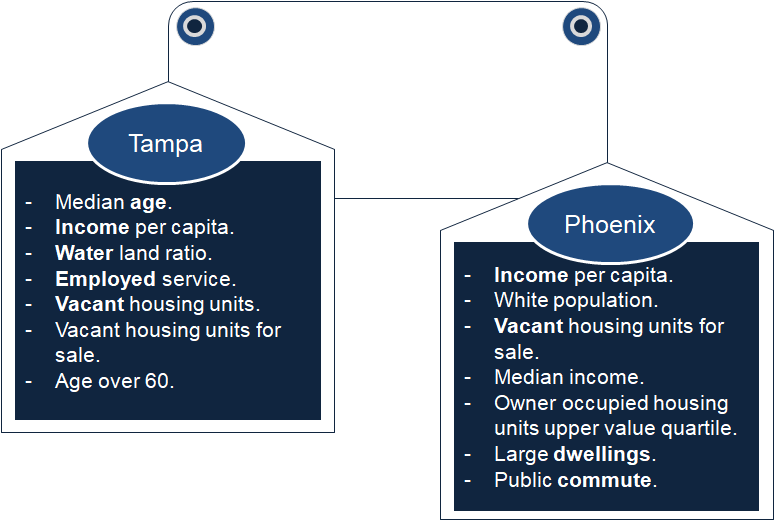 Tampa
- Median age.
- Income per capita.
- Water land ratio.
- Employed service.
- Vacant housing units.
- Vacant housing units for
sale.
- Age over 60.
Phoenix
- Income per capita.
- White population.
- Vacant housing units for
sale.
- Median income.
- Owner occupied housing
units upper value quartile.
- Large dwellings.
- Public commute.